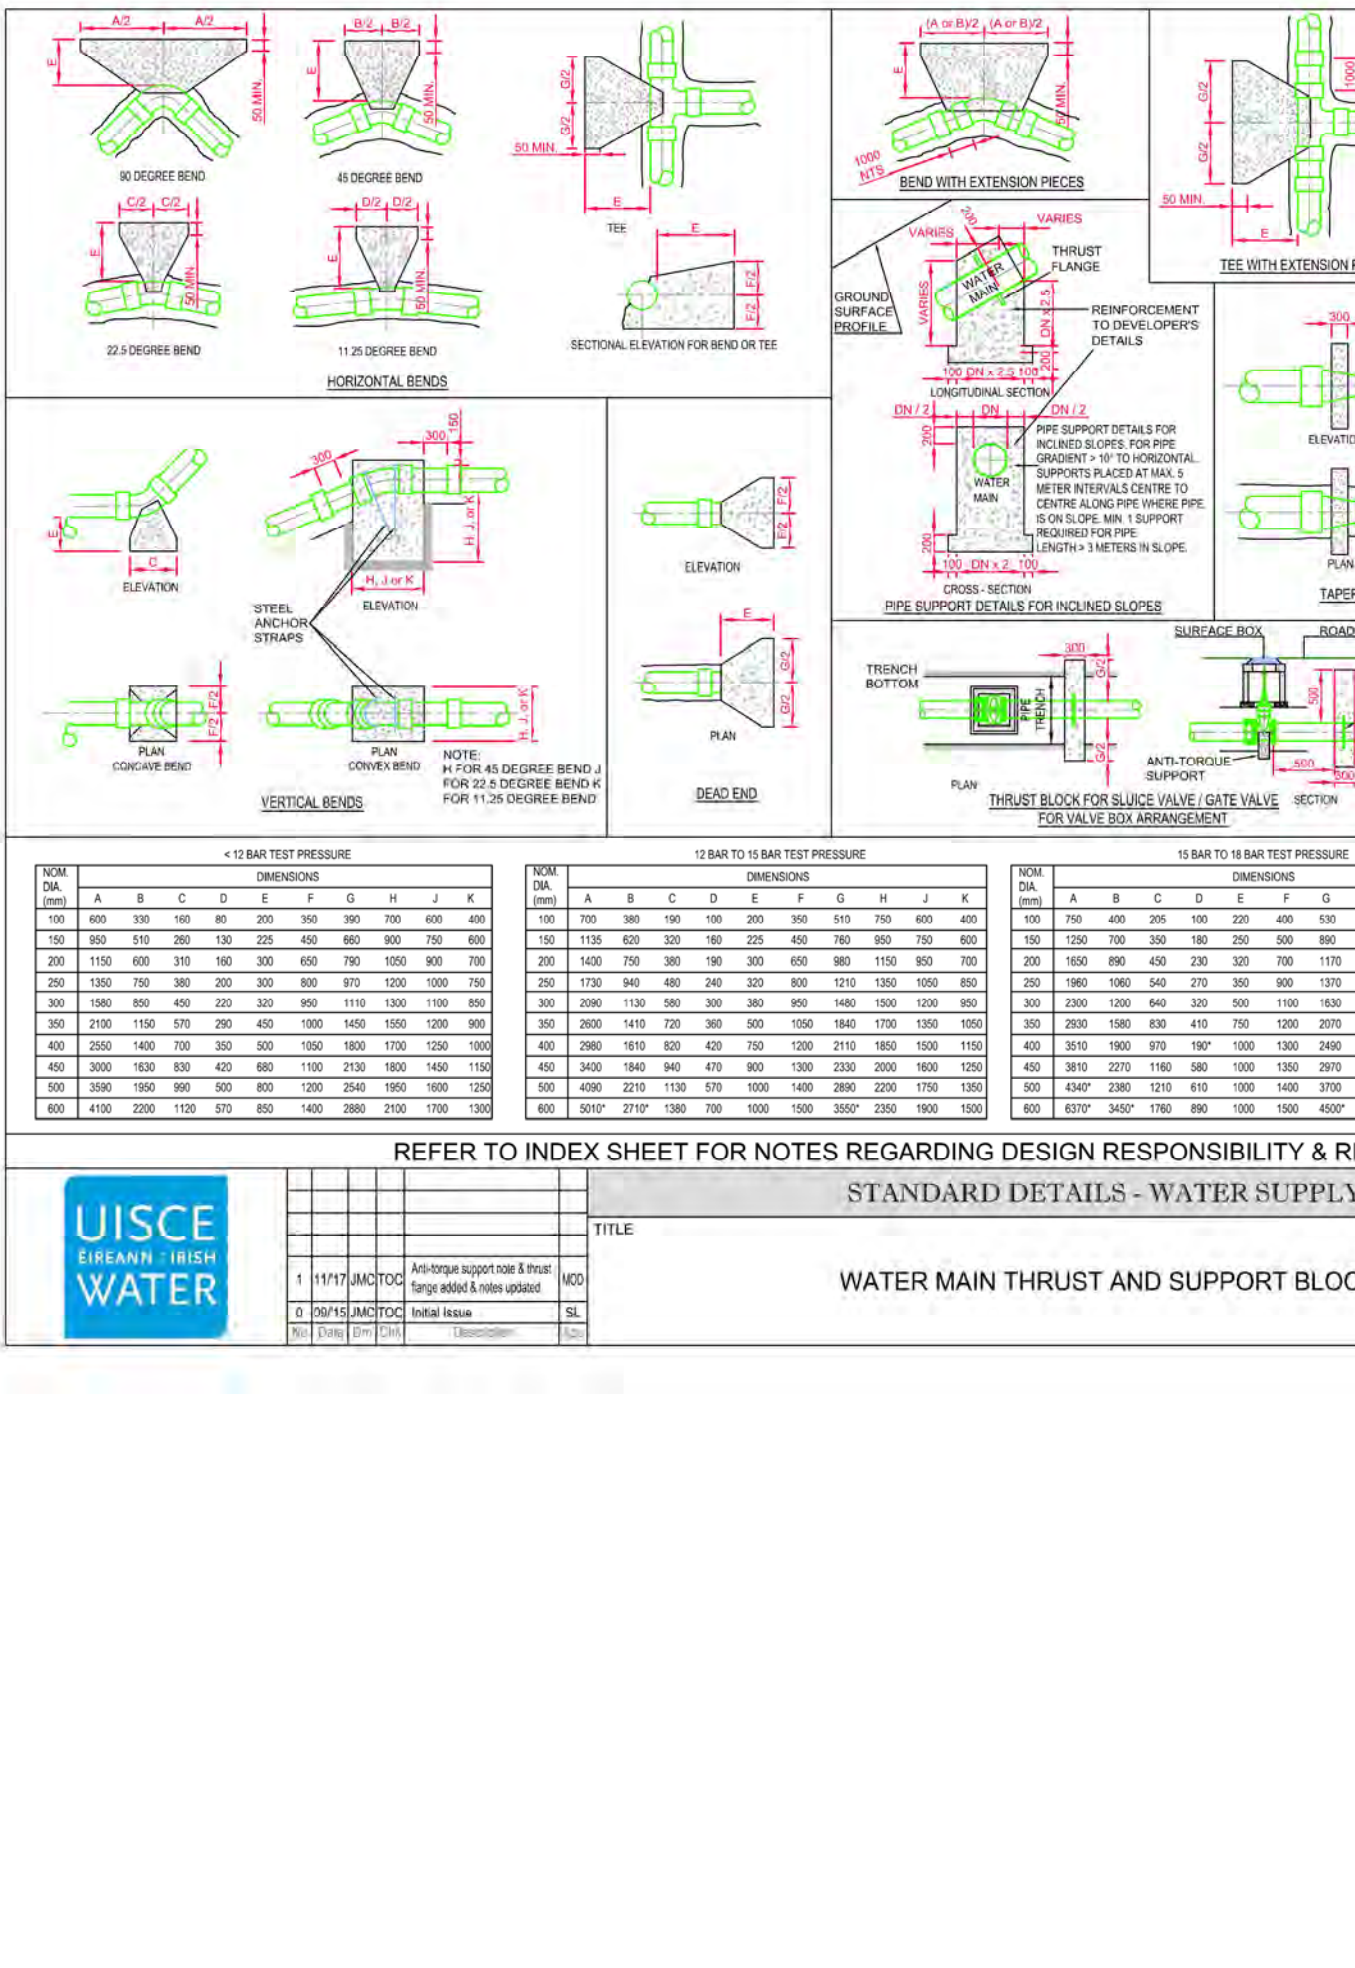 A/2 A/2
E
50 MIN.
90 DEGREE BEND
B/2 B/2
E
50 MIN.
45 DEGREE BEND
G/2
G/2
50 MIN.
E
TEE
C/2 C/2
E
50 MIN.
22.5 DEGREE BEND
D/2 D/2
E
50 MIN.
11.25 DEGREE BEND
E
F/2
F/2
SECTIONAL ELEVATION FOR BEND OR TEE
HORIZONTAL BENDS
(A or B)/2 (A or B)/2
E
50 MIN.
1000
NTS
BEND WITH EXTENSION PIECES
1000
G/2
G/2
50 MIN.
E
TEE WITH EXTENSION
GROUND
SURFACE
PROFILE
VARIES
200
VARIES
VARIES
WATER
MAIN
THRUST
FLANGE
DN x 2.5
200
REINFORCEMENT
TO DEVELOPER'S
DETAILS
100 DN x 2.5 100
LONGITUDINAL SECTION
DN / 2 DN DN / 2
200
WATER
MAIN
200
PIPE SUPPORT DETAILS FOR
INCLINED SLOPES. FOR PIPE
GRADIENT > 10° TO HORIZONTAL.
SUPPORTS PLACED AT MAX. 5
METER INTERVALS CENTRE TO
CENTRE ALONG PIPE WHERE PIPE
IS ON SLOPE. MIN. 1 SUPPORT
REQUIRED FOR PIPE
LENGTH > 3 METERS IN SLOPE.
100 DN x 2 100
CROSS - SECTION
PIPE SUPPORT DETAILS FOR INCLINED SLOPES
300
ELEVATIO
PLAN
TAPER
E
C
ELEVATION
300
300
150
H, J, or K
H, J or K
ELEVATION
STEEL
ANCHOR
STRAPS
F/2
F/2
PLAN
CONCAVE BEND
H, J, or K
PLAN
CONVEX BEND
NOTE:
H FOR 45 DEGREE BEND J
FOR 22.5 DEGREE BEND K
FOR 11.25 DEGREE BEND
VERTICAL BENDS
F/2
F/2
ELEVATION
E
G/2
G/2
PLAN
DEAD END
TRENCH
BOTTOM
300
G/2
PIPE
TRENCH
G/2
PLAN
SURFACE BOX
ROAD
500
ANTI-TORQUE
SUPPORT
500
300
SECTION
THRUST BLOCK FOR SLUICE VALVE / GATE VALVE
FOR VALVE BOX ARRANGEMENT
< 12 BAR TEST PRESSURE
NOM. DIA. (mm) DIMENSIONS
A B C D E F G H J K
100 600 330 160 80 200 350 390 700 600 400
150 950 510 260 130 225 450 660 900 750 600
200 1150 600 310 160 300 650 790 1050 900 700
250 1350 750 380 200 300 800 970 1200 1000 750
300 1580 850 450 220 320 950 1110 1300 1100 850
350 2100 1150 570 290 450 1000 1450 1550 1200 900
400 2550 1400 700 350 500 1050 1800 1700 1250 1000
450 3000 1630 830 420 680 1100 2130 1800 1450 1150
500 3590 1950 990 500 800 1200 2540 1950 1600 1250
600 4100 2200 1120 570 850 1400 2880 2100 1700 1300
12 BAR TO 15 BAR TEST PRESSURE
NOM. DIA. (mm) DIMENSIONS
A B C D E F G H J K
100 700 380 190 100 200 350 510 750 600 400
150 1135 620 320 160 225 450 760 950 750 600
200 1400 750 380 190 300 650 980 1150 950 700
250 1730 940 480 240 320 800 1210 1350 1050 850
300 2090 1130 580 300 380 950 1480 1500 1200 950
350 2600 1410 720 360 500 1050 1840 1700 1350 1050
400 2980 1610 820 420 750 1200 2110 1850 1500 1150
450 3400 1840 940 470 900 1300 2330 2000 1600 1250
500 4090 2210 1130 570 1000 1400 2890 2200 1750 1350
600 5010* 2710* 1380 700 1000 1500 3550* 2350 1900 1500
15 BAR TO 18 BAR TEST PRESSURE
NOM. DIA. (mm) DIMENSIONS
A B C D E F G
100 750 400 205 100 220 400 530
150 1250 700 350 180 250 500 890
200 1650 890 450 230 320 700 1170
250 1960 1060 540 270 350 900 1370
300 2300 1200 640 320 500 1100 1630
350 2930 1580 830 410 750 1200 2070
400 3510 1900 970 190* 1000 1300 2490
450 3810 2270 1160 580 1000 1350 2970
500 4340* 2380 1210 610 1000 1400 3700
600 6370* 3450* 1760 890 1000 1500 4500*
REFER TO INDEX SHEET FOR NOTES REGARDING DESIGN RESPONSIBILITY & R
UISCE
ÉIREANN : IRISH
WATER
1 11/'17 JMC TOC Anti-torque support note & thrust flange added & notes updated MOD
0 09/'15 JMC TOC Initial Issue SL
No. Date Drn Chk Description App
STANDARD DETAILS - WATER SUPPLY
TITLE
WATER MAIN THRUST AND SUPPORT BLOC